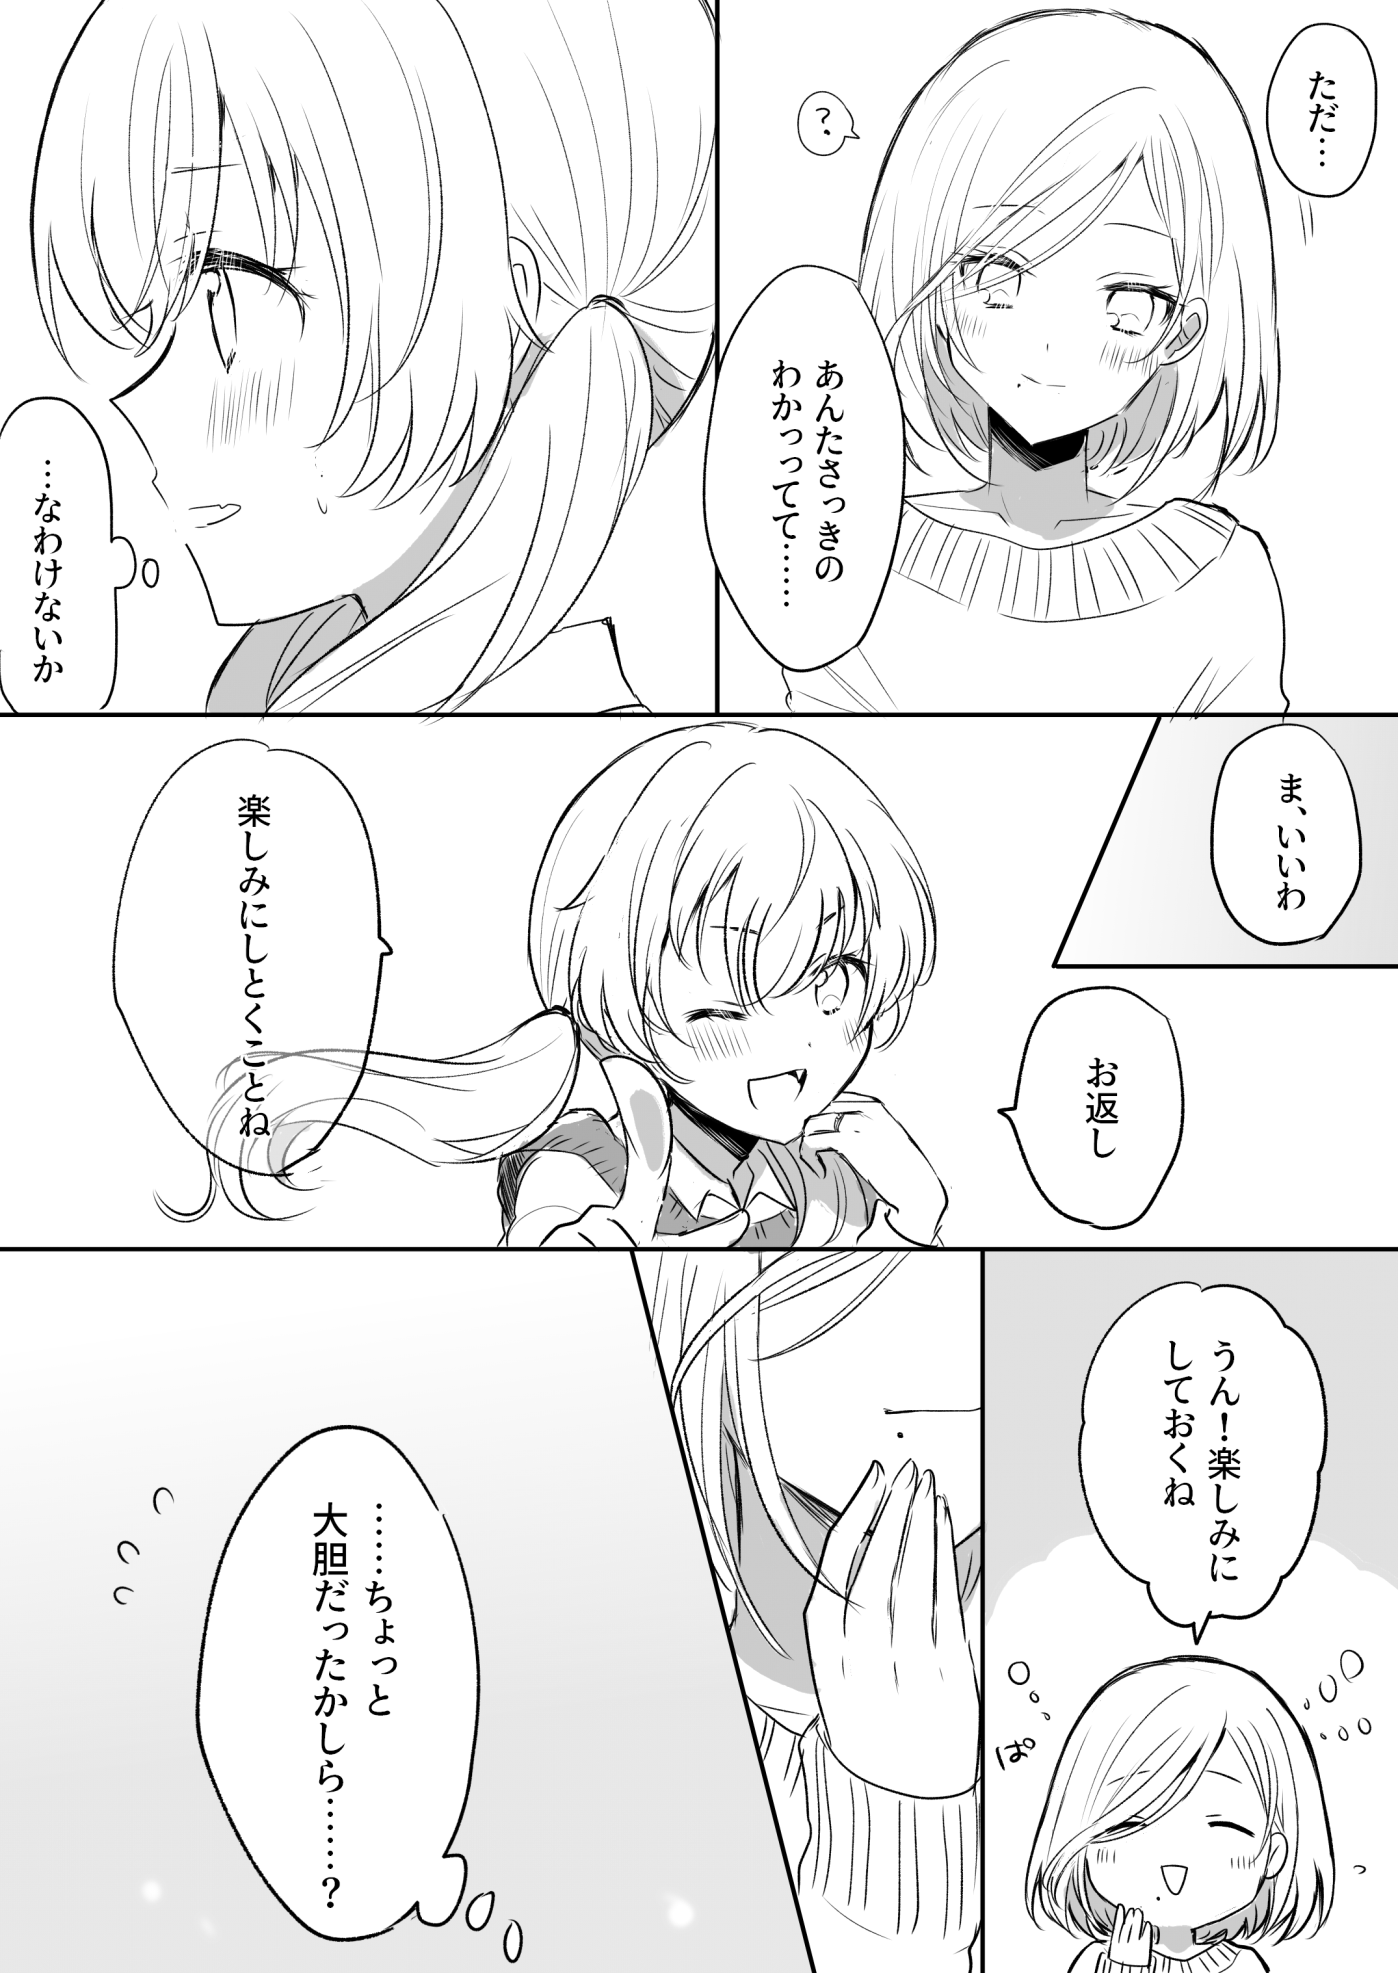 ただ…
？
あんたさっきの
わかっってて……
…なわけないか
ま、いいわ
お返し
楽しみにしとくことね
うん！楽しみに
しておくね
ぱ
……ちょっと
大胆だったかしら……？